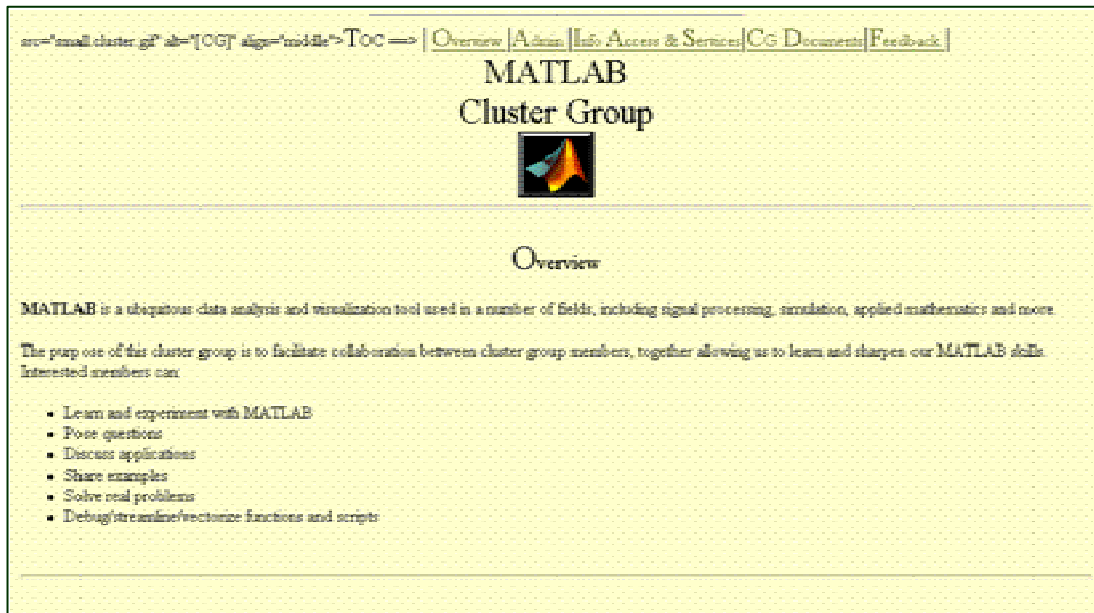 src="small.cluster.gif" alt="[CG]" align="middle">TOC ==> | Overview |Admin |Info Access & Services|CG Documents|Feedback |
MATLAB
Cluster Group
Overview
MATLAB is a ubiquitous data analysis and visualization tool used in a number of fields, including signal processing, simulation, applied mathematics and more.
The purpose of this cluster group is to facilitate collaboration between cluster group members, together allowing us to learn and sharpen our MATLAB skills.
Interested members can:
• Learn and experiment with MATLAB
• Pose questions
• Discuss applications
• Share examples
• Solve real problems
• Debug/streamline/vectorize functions and scripts